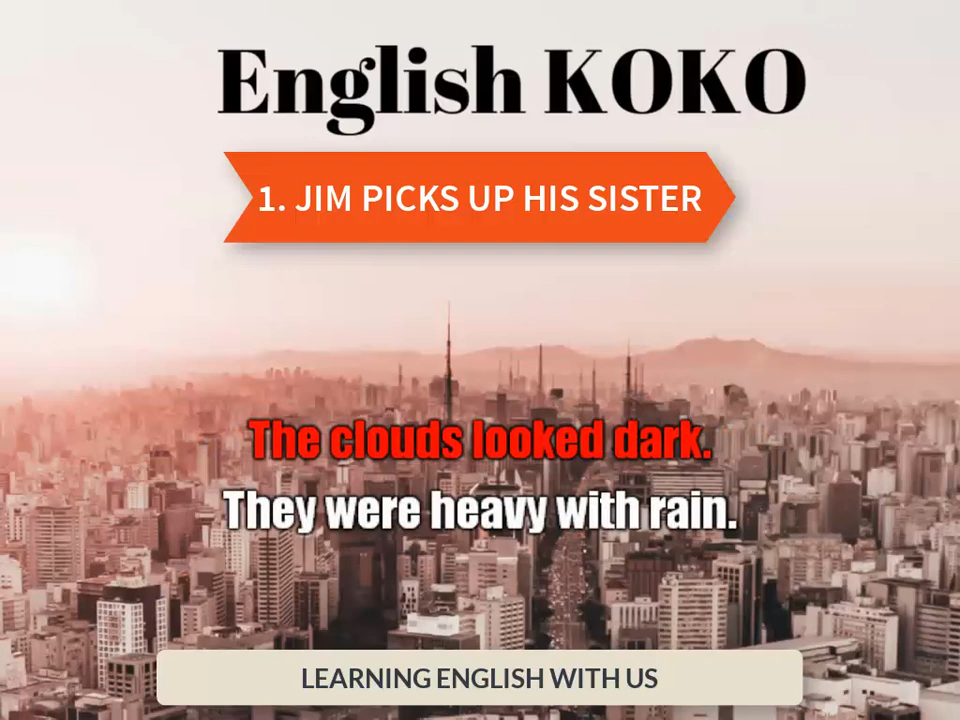 English KOKO
1. JIM PICKS UP HIS SISTER
The clouds looked dark.
They were heavy with rain.
LEARNING ENGLISH WITH US